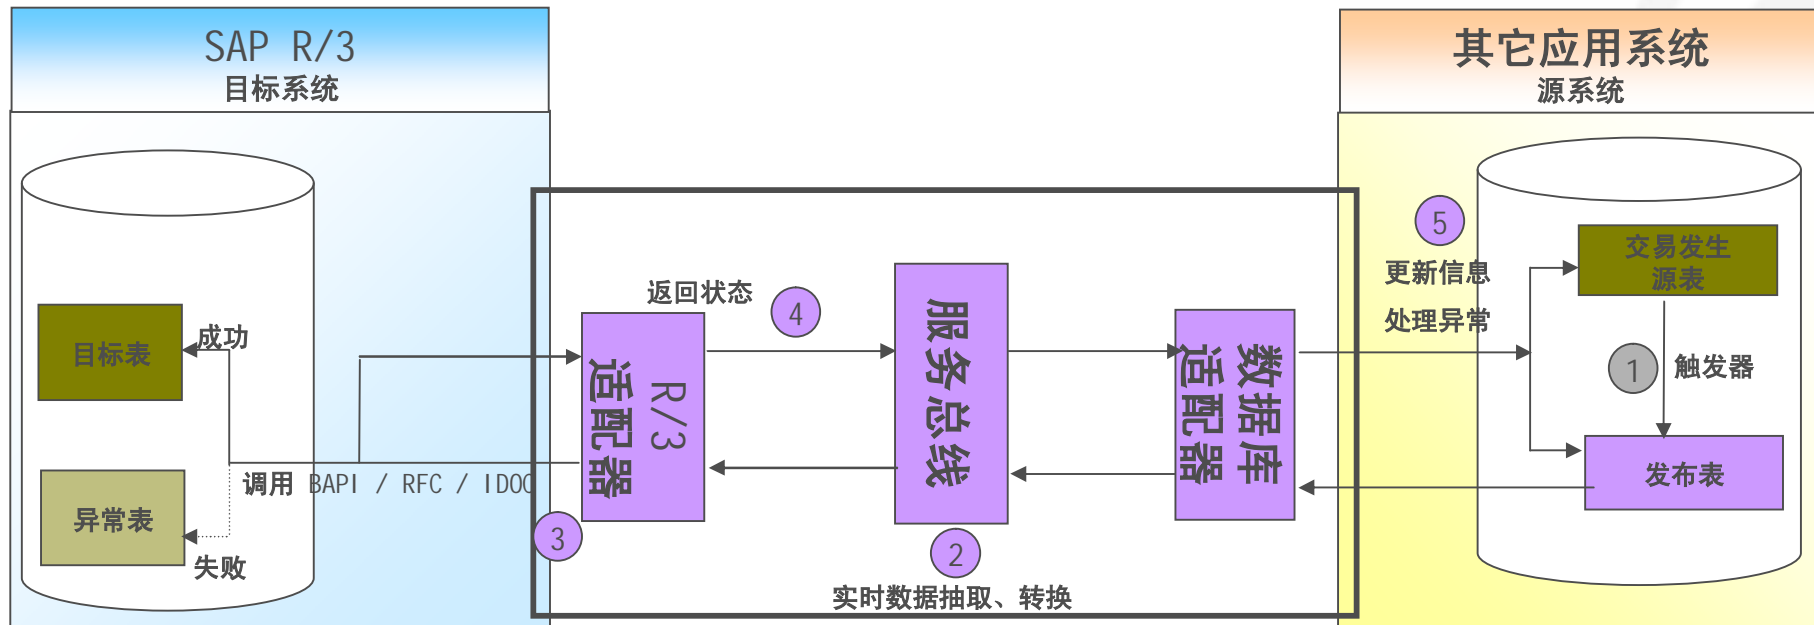 SAP R/3
目标系统
其它应用系统
源系统
5
更新信息
处理异常
交易发生
源表
1
触发器
发布表
返回状态
4
服务总线
数据库
适配器
R/3
适配器
目标表
成功
调用 BAPI / RFC / IDOC
异常表
失败
3
2
实时数据抽取、转换